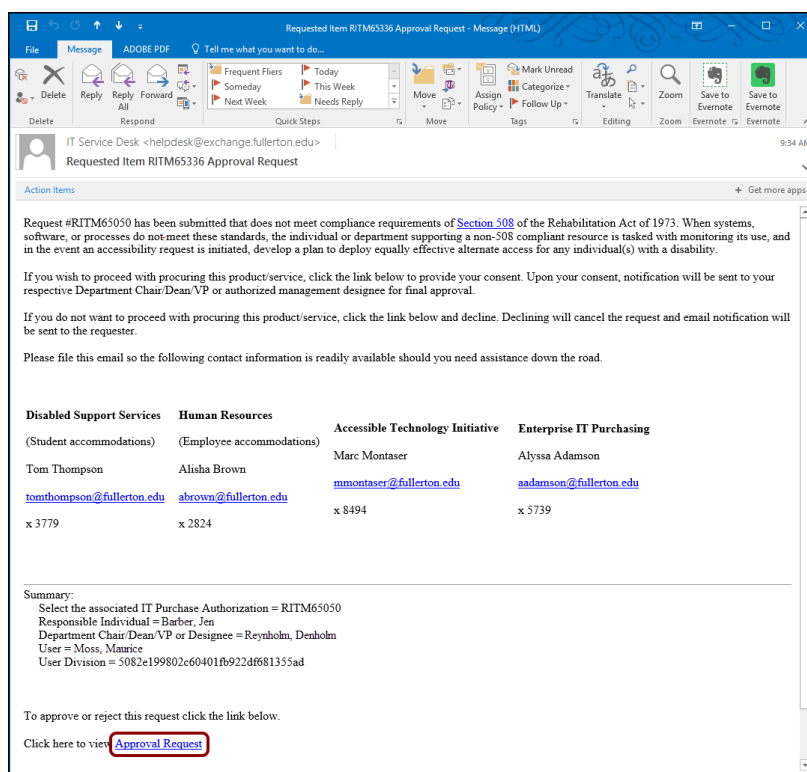 Requested Item RITM65336 Approval Request - Message (HTML)
File Message ADOBE PDF Tell me what you want to do...
Delete
Reply Reply All Forward
Frequent Fliers Today
Someday This Week
Next Week Needs Reply
Move
Assign Policy
Mark Unread
Categorize
Follow Up
Translate
Zoom
Save to Evernote
Save to Evernote
Delete Respond Quick Steps Move Tags Editing Zoom Evernote Evernote
IT Service Desk <helpdesk@exchange.fullerton.edu>
9:34 AM
Requested Item RITM65336 Approval Request
Action Items + Get more apps
Request #RITM65050 has been submitted that does not meet compliance requirements of Section 508 of the Rehabilitation Act of 1973. When systems,
software, or processes do not meet these standards, the individual or department supporting a non-508 compliant resource is tasked with monitoring its use, and
in the event an accessibility request is initiated, develop a plan to deploy equally effective alternate access for any individual(s) with a disability.
If you wish to proceed with procuring this product/service, click the link below to provide your consent. Upon your consent, notification will be sent to your
respective Department Chair/Dean/VP or authorized management designee for final approval.
If you do not want to proceed with procuring this product/service, click the link below and decline. Declining will cancel the request and email notification will
be sent to the requester.
Please file this email so the following contact information is readily available should you need assistance down the road.
Disabled Support Services
(Student accommodations)
Tom Thompson
tomthompson@fullerton.edu
x 3779
Human Resources
(Employee accommodations)
Alisha Brown
abrown@fullerton.edu
x 2824
Accessible Technology Initiative
Marc Montaser
mmontaser@fullerton.edu
x 8494
Enterprise IT Purchasing
Alyssa Adamson
aadamson@fullerton.edu
x 5739
Summary:
Select the associated IT Purchase Authorization = RITM65050
Responsible Individual = Barber, Jen
Department Chair/Dean/VP or Designee = Reynholm, Denholm
User = Moss, Maurice
User Division = 5082e199802c60401fb922df681355ad
To approve or reject this request click the link below.
Click here to view Approval Request